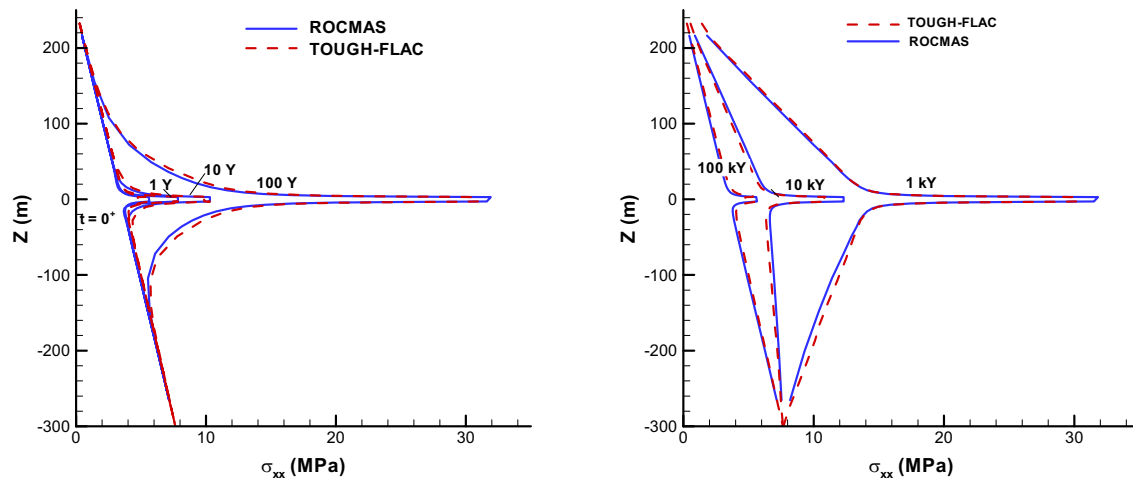 ROCMAS
TOUGH-FLAC
200
100
0
-100
-200
-300
Z (m)
10 Y
1 Y
100 Y
t = 0+
0
10
20
30
σxx (MPa)
TOUGH-FLAC
ROCMAS
200
100
0
-100
-200
-300
Z (m)
100 kY
10 kY
1 kY
0
10
20
30
σxx (MPa)